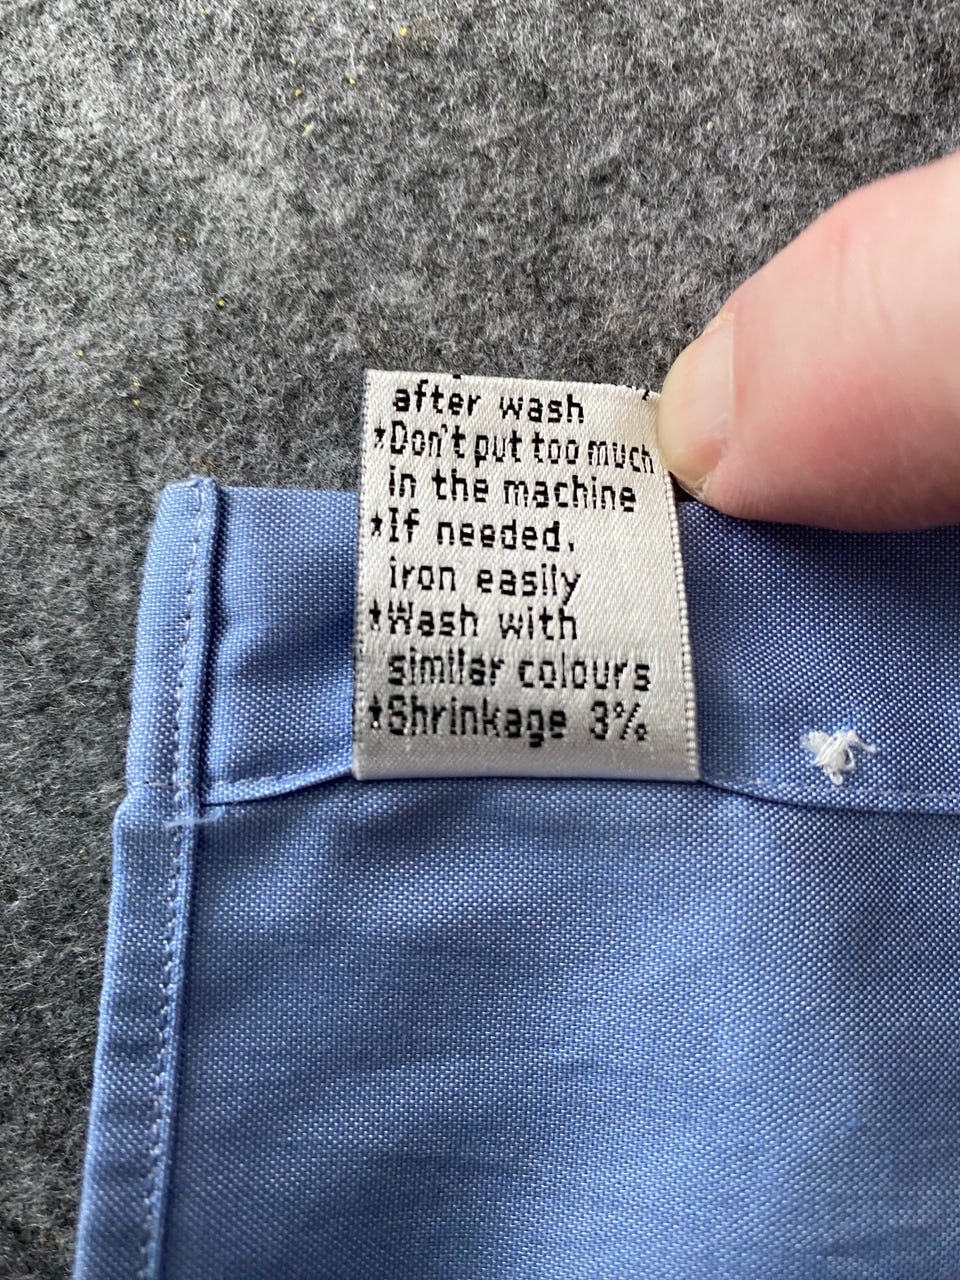 after wash
*Don't put too much
in the machine
*If needed,
iron easily
*Wash with
similar colours
*Shrinkage 3%